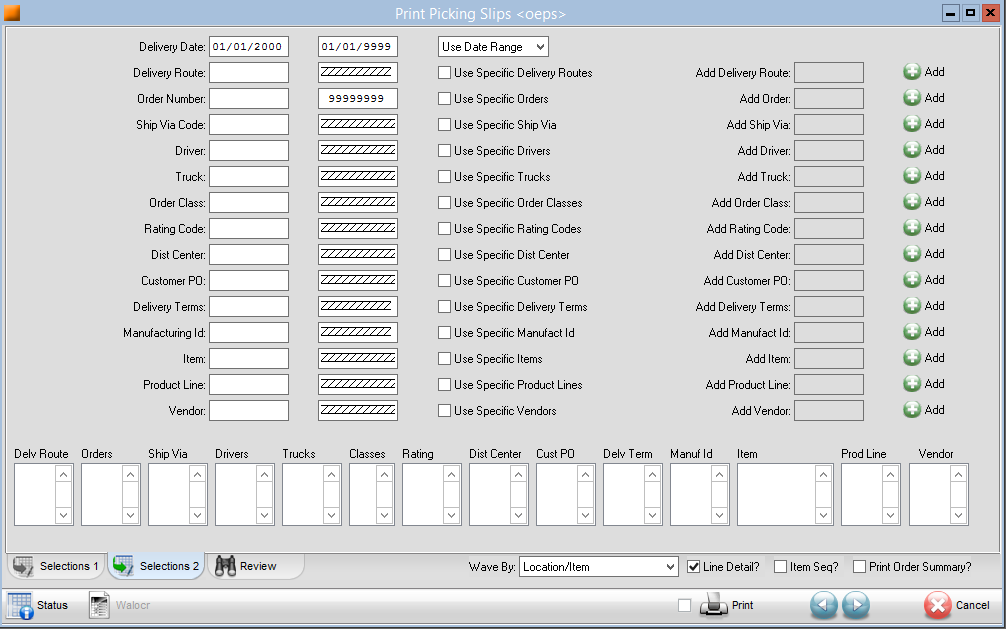 Print Picking Slips <oeps>
Delivery Date: 01/01/2000 01/01/9999 Use Date Range
Delivery Route: ZZZZZZZZZZ Use Specific Delivery Routes Add Delivery Route: Add
Order Number: 99999999 Use Specific Orders Add Order: Add
Ship Via Code: Use Specific Ship Via Add Ship Via: Add
Driver: Use Specific Drivers Add Driver: Add
Truck: Use Specific Trucks Add Truck: Add
Order Class: Use Specific Order Classes Add Order Class: Add
Rating Code: Use Specific Rating Codes Add Rating Code: Add
Dist Center: Use Specific Dist Center Add Dist Center: Add
Customer PO: Use Specific Customer PO Add Customer PO: Add
Delivery Terms: Use Specific Delivery Terms Add Delivery Terms: Add
Manufacturing Id: Use Specific Manufact Id Add Manufact Id: Add
Item: Use Specific Items Add Item: Add
Product Line: Use Specific Product Lines Add Product Line: Add
Vendor: Use Specific Vendors Add Vendor: Add
Delv Route Orders Ship Via Drivers Trucks Classes Rating Dist Center Cust PO Delv Term Manuf Id Item Prod Line Vendor
Selections 1 Selections 2 Review Wave By: Location/Item Line Detail? Item Seq? Print Order Summary?
Status Walocr Print Cancel